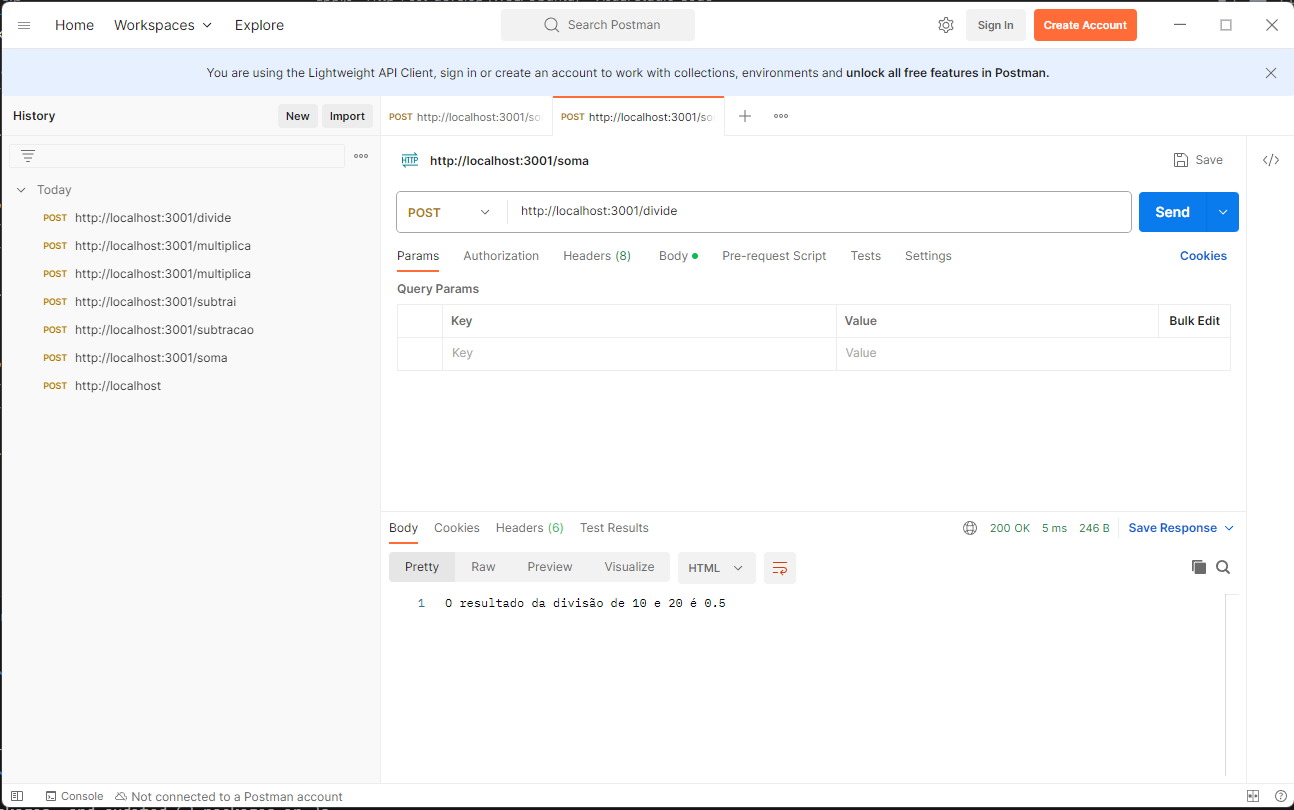 Home Workspaces Explore Search Postman Sign In Create Account
You are using the Lightweight API Client, sign in or create an account to work with collections, environments and unlock all free features in Postman.
History New Import POST http://localhost:3001/so POST http://localhost:3001/so
HTTP http://localhost:3001/soma Save </>
Today
POST http://localhost:3001/divide
POST http://localhost:3001/multiplica
POST http://localhost:3001/multiplica
POST http://localhost:3001/subtrai
POST http://localhost:3001/subtracao
POST http://localhost:3001/soma
POST http://localhost
POST http://localhost:3001/divide Send
Params Authorization Headers (8) Body Pre-request Script Tests Settings Cookies
Query Params
Key Value Bulk Edit
Key Value
Body Cookies Headers (6) Test Results 200 OK 5 ms 246 B Save Response
Pretty Raw Preview Visualize HTML
1 O resultado da divisão de 10 e 20 é 0.5
Console Not connected to a Postman account